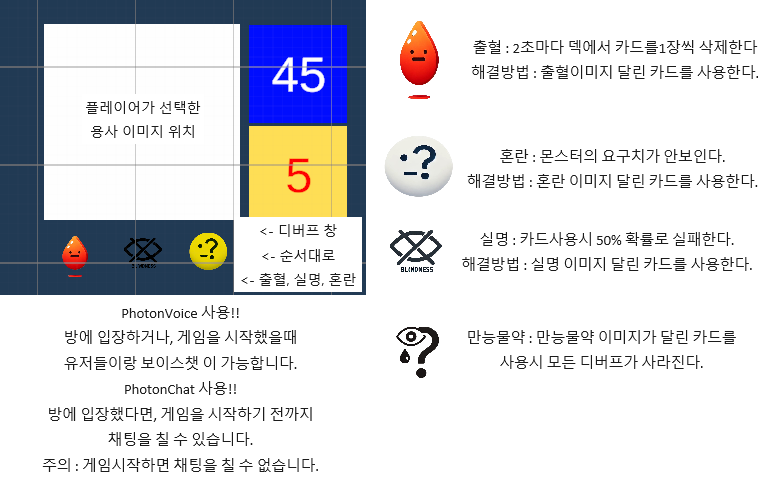 플레이어가 선택한
용사 이미지 위치
45
5
BLINDNESS
<- 디버프 창
<- 순서대로
<- 출혈, 실명, 혼란
PhotonVoice 사용!!
방에 입장하거나, 게임을 시작했을때
유저들이랑 보이스챗 이 가능합니다.
PhotonChat 사용!!
방에 입장했다면, 게임을 시작하기 전까지
채팅을 칠 수 있습니다.
주의 : 게임시작하면 채팅을 칠 수 없습니다.
출혈 : 2초마다 덱에서 카드를1장씩 삭제한다
해결방법 : 출혈이미지 달린 카드를 사용한다.
혼란 : 몬스터의 요구치가 안보인다.
해결방법 : 혼란 이미지 달린 카드를 사용한다.
BLINDNESS
실명 : 카드사용시 50% 확률로 실패한다.
해결방법 : 실명 이미지 달린 카드를 사용한다.
만능물약 : 만능물약 이미지가 달린 카드를
사용시 모든 디버프가 사라진다.